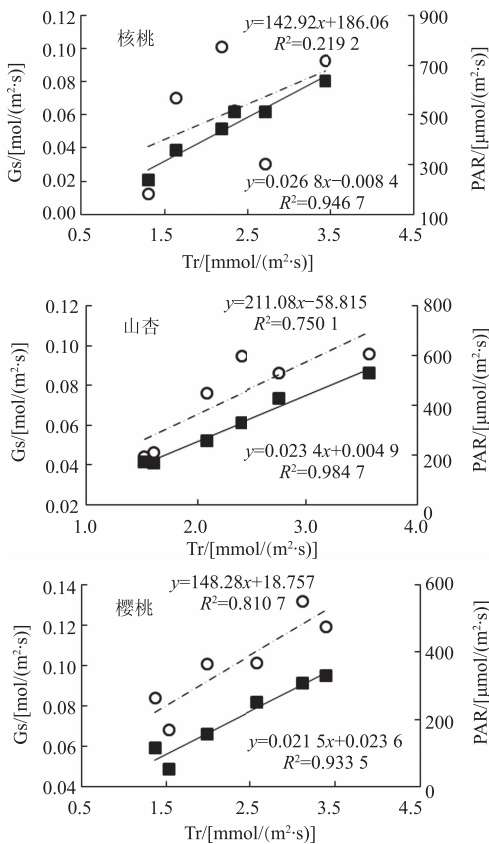 核桃
y=142.92x+186.06
R²=0.219 2
y=0.026 8x−0.008 4
R²=0.946 7
Gs/[mol/(m²·s)]
0.12
0.10
0.08
0.06
0.04
0.02
0.00
PAR/[μmol/(m²·s)]
900
700
500
300
100
0.5
1.5
2.5
3.5
4.5
Tr/[mmol/(m²·s)]
山杏
y=211.08x−58.815
R²=0.750 1
y=0.023 4x+0.004 9
R²=0.984 7
Gs/[mol/(m²·s)]
0.12
0.10
0.08
0.06
0.04
0.02
PAR/[μmol/(m²·s)]
800
600
400
200
0
1.0
2.0
3.0
4.0
Tr/[mmol/(m²·s)]
樱桃
y=148.28x+18.757
R²=0.810 7
y=0.021 5x+0.023 6
R²=0.933 5
Gs/[mol/(m²·s)]
0.14
0.12
0.10
0.08
0.06
0.04
PAR/[μmol/(m²·s)]
600
400
200
0
0.5
1.5
2.5
3.5
4.5
Tr/[mmol/(m²·s)]